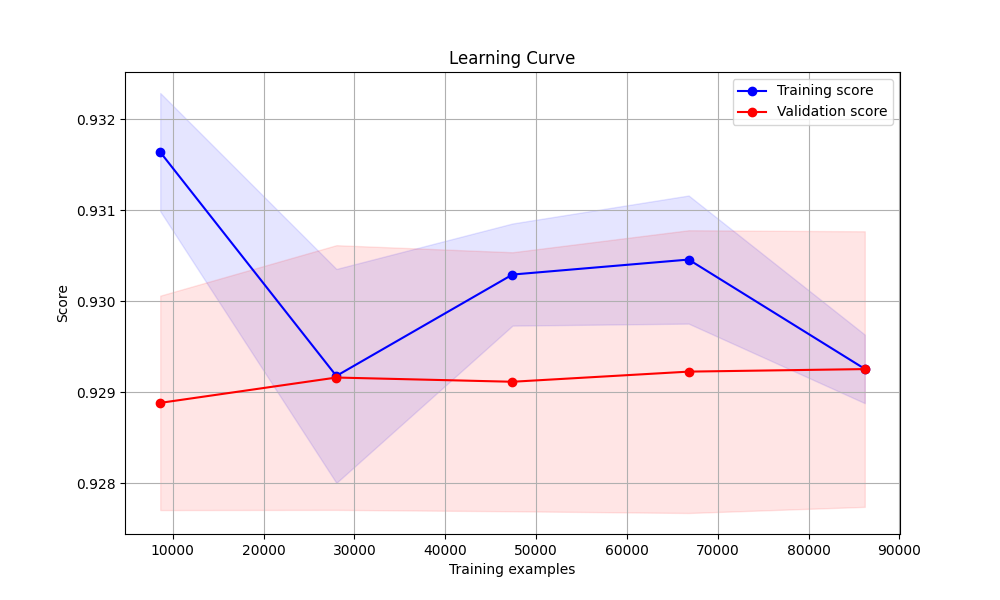 Learning Curve
Training score
Validation score
0.932
0.931
0.930
0.929
0.928
Score
10000 20000 30000 40000 50000 60000 70000 80000 90000
Training examples